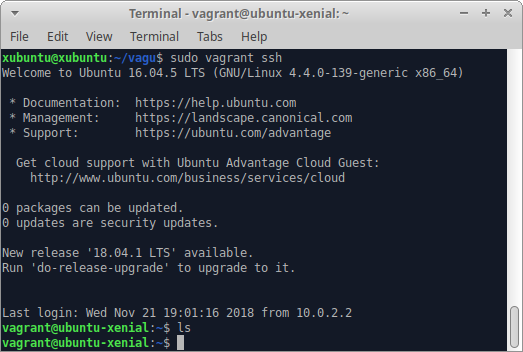 Terminal - vagrant@ubuntu-xenial: ~
File Edit View Terminal Tabs Help
xubuntu@xubuntu:~/vagu$ sudo vagrant ssh
Welcome to Ubuntu 16.04.5 LTS (GNU/Linux 4.4.0-139-generic x86_64)
* Documentation: https://help.ubuntu.com
* Management: https://landscape.canonical.com
* Support: https://ubuntu.com/advantage
Get cloud support with Ubuntu Advantage Cloud Guest:
http://www.ubuntu.com/business/services/cloud
0 packages can be updated.
0 updates are security updates.
New release '18.04.1 LTS' available.
Run 'do-release-upgrade' to upgrade to it.
Last login: Wed Nov 21 19:01:16 2018 from 10.0.2.2
vagrant@ubuntu-xenial:~$ ls
vagrant@ubuntu-xenial:~$